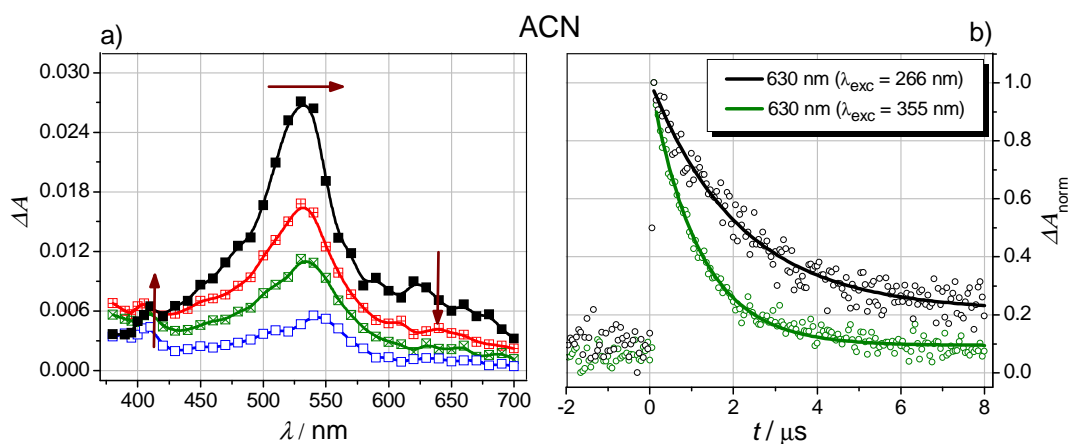 ACN
a)
0.030
0.024
0.018
0.012
0.006
0.000
ΔA
400 450 500 550 600 650 700
λ / nm
b)
630 nm (λexc = 266 nm)
630 nm (λexc = 355 nm)
1.0
0.8
0.6
0.4
0.2
0.0
ΔAnorm
-2 0 2 4 6 8
t / μs